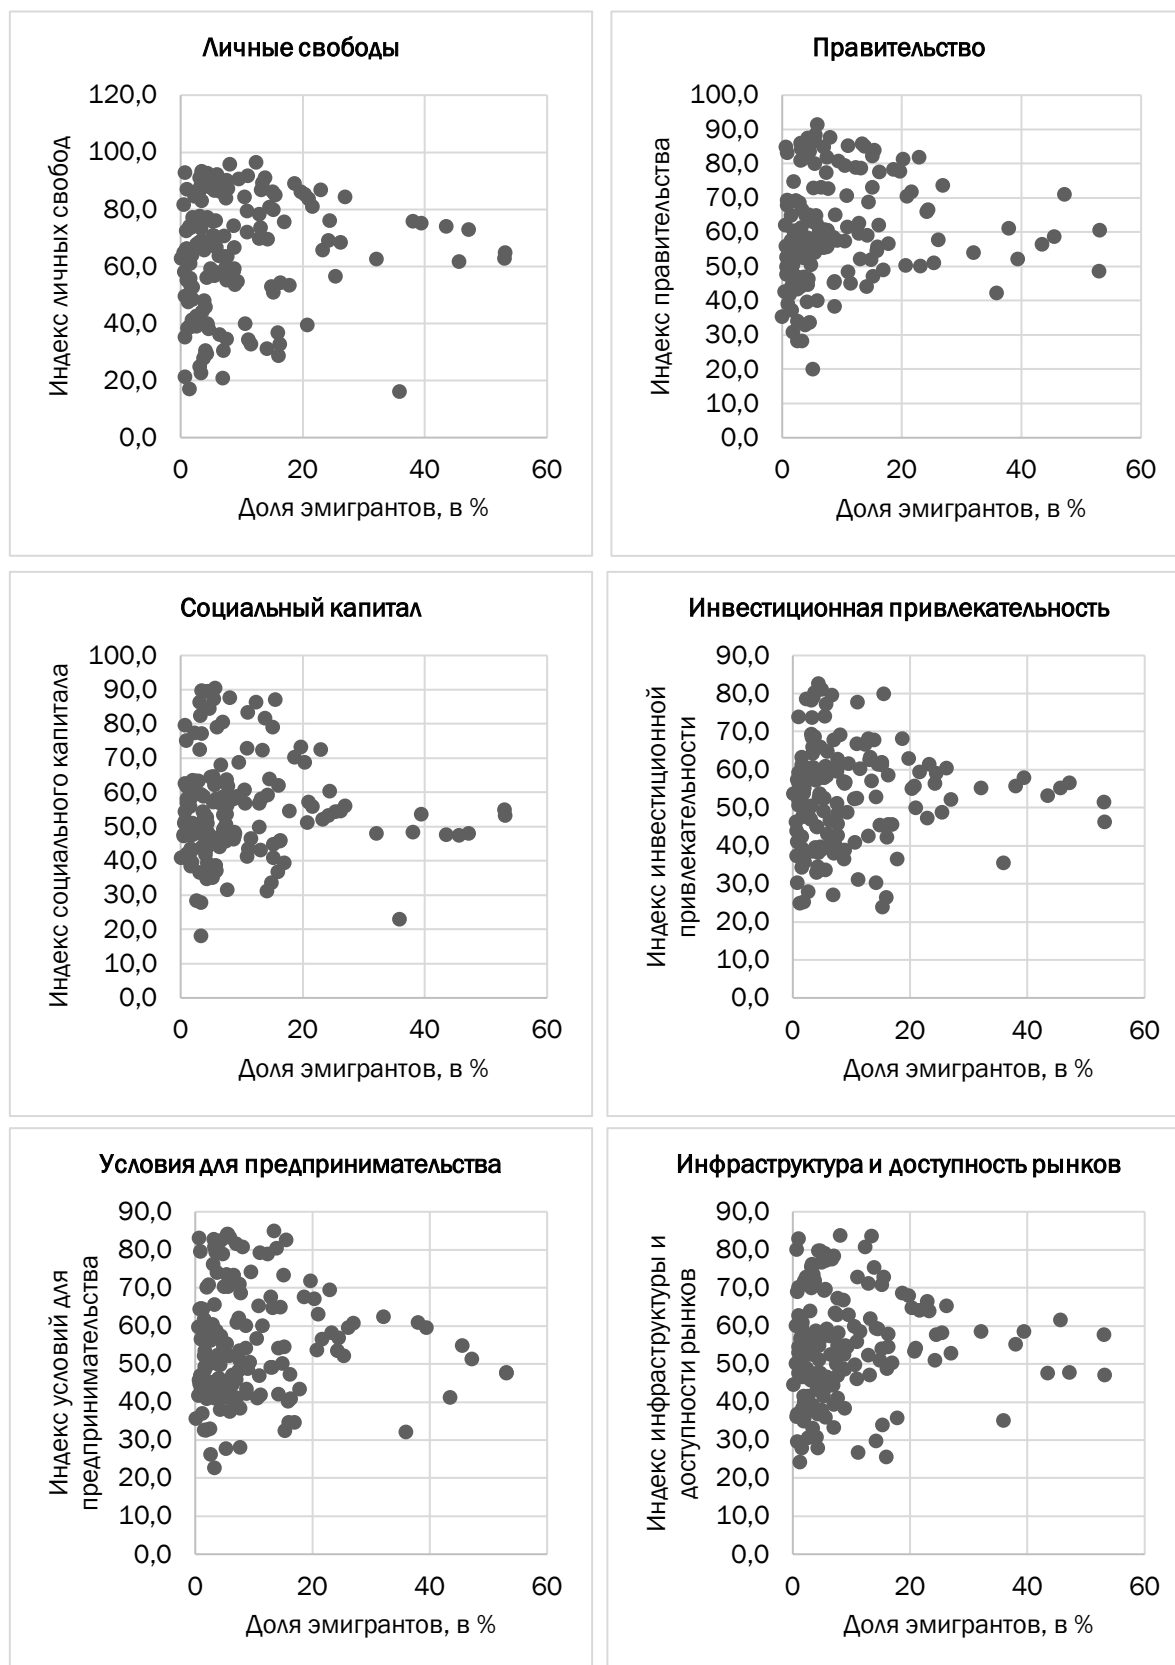 Личные свободы
Индекс личных свобод
120,0
100,0
80,0
60,0
40,0
20,0
0,0
0 20 40 60
Доля эмигрантов, в %
Правительство
Индекс правительства
100,0
90,0
80,0
70,0
60,0
50,0
40,0
30,0
20,0
10,0
0,0
0 20 40 60
Доля эмигрантов, в %
Социальный капитал
Индекс социального капитала
100,0
90,0
80,0
70,0
60,0
50,0
40,0
30,0
20,0
10,0
0,0
0 20 40 60
Доля эмигрантов, в %
Инвестиционная привлекательность
Индекс инвестиционной
привлекательности
90,0
80,0
70,0
60,0
50,0
40,0
30,0
20,0
10,0
0,0
0 20 40 60
Доля эмигрантов, в %
Условия для предпринимательства
Индекс условий для
предпринимательства
90,0
80,0
70,0
60,0
50,0
40,0
30,0
20,0
10,0
0,0
0 20 40 60
Доля эмигрантов, в %
Инфраструктура и доступность рынков
Индекс инфраструктуры и
доступности рынков
90,0
80,0
70,0
60,0
50,0
40,0
30,0
20,0
10,0
0,0
0 20 40 60
Доля эмигрантов, в %